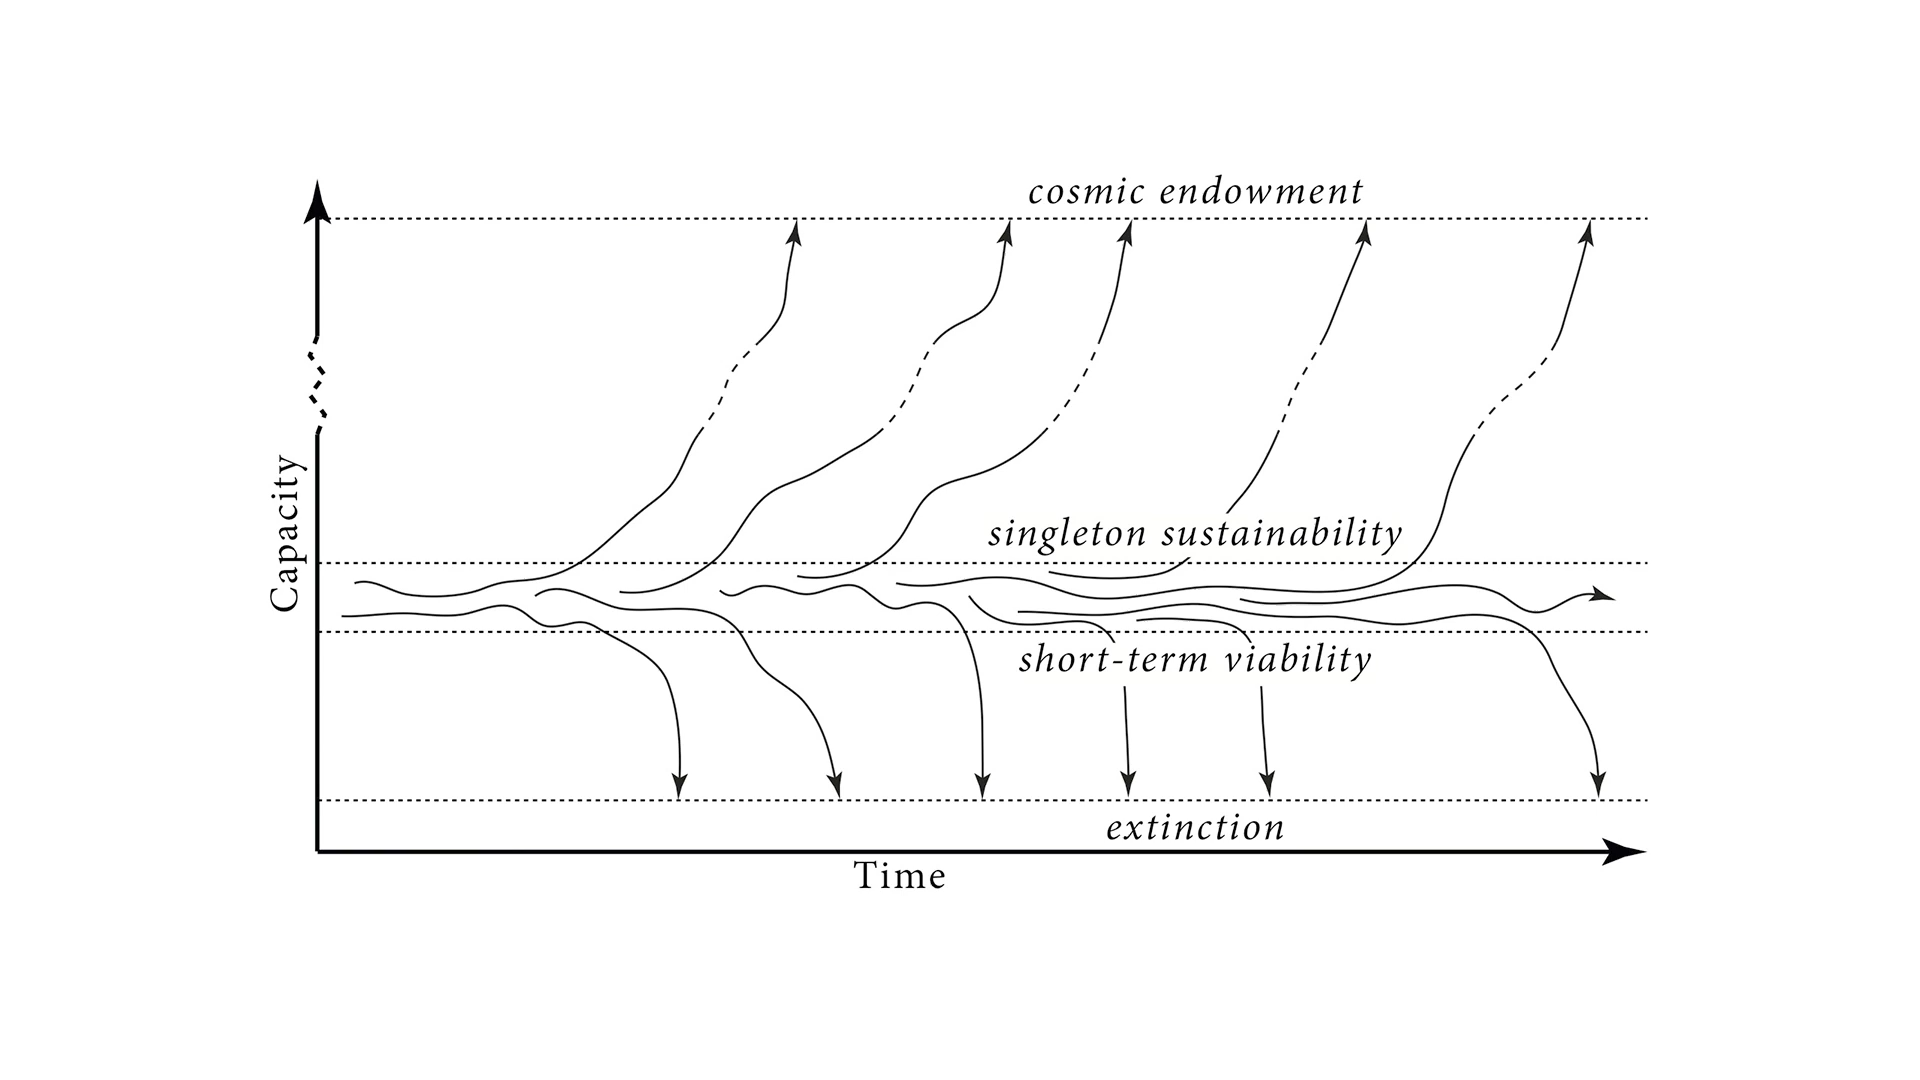 cosmic endowment
Capacity
singleton sustainability
short-term viability
extinction
Time